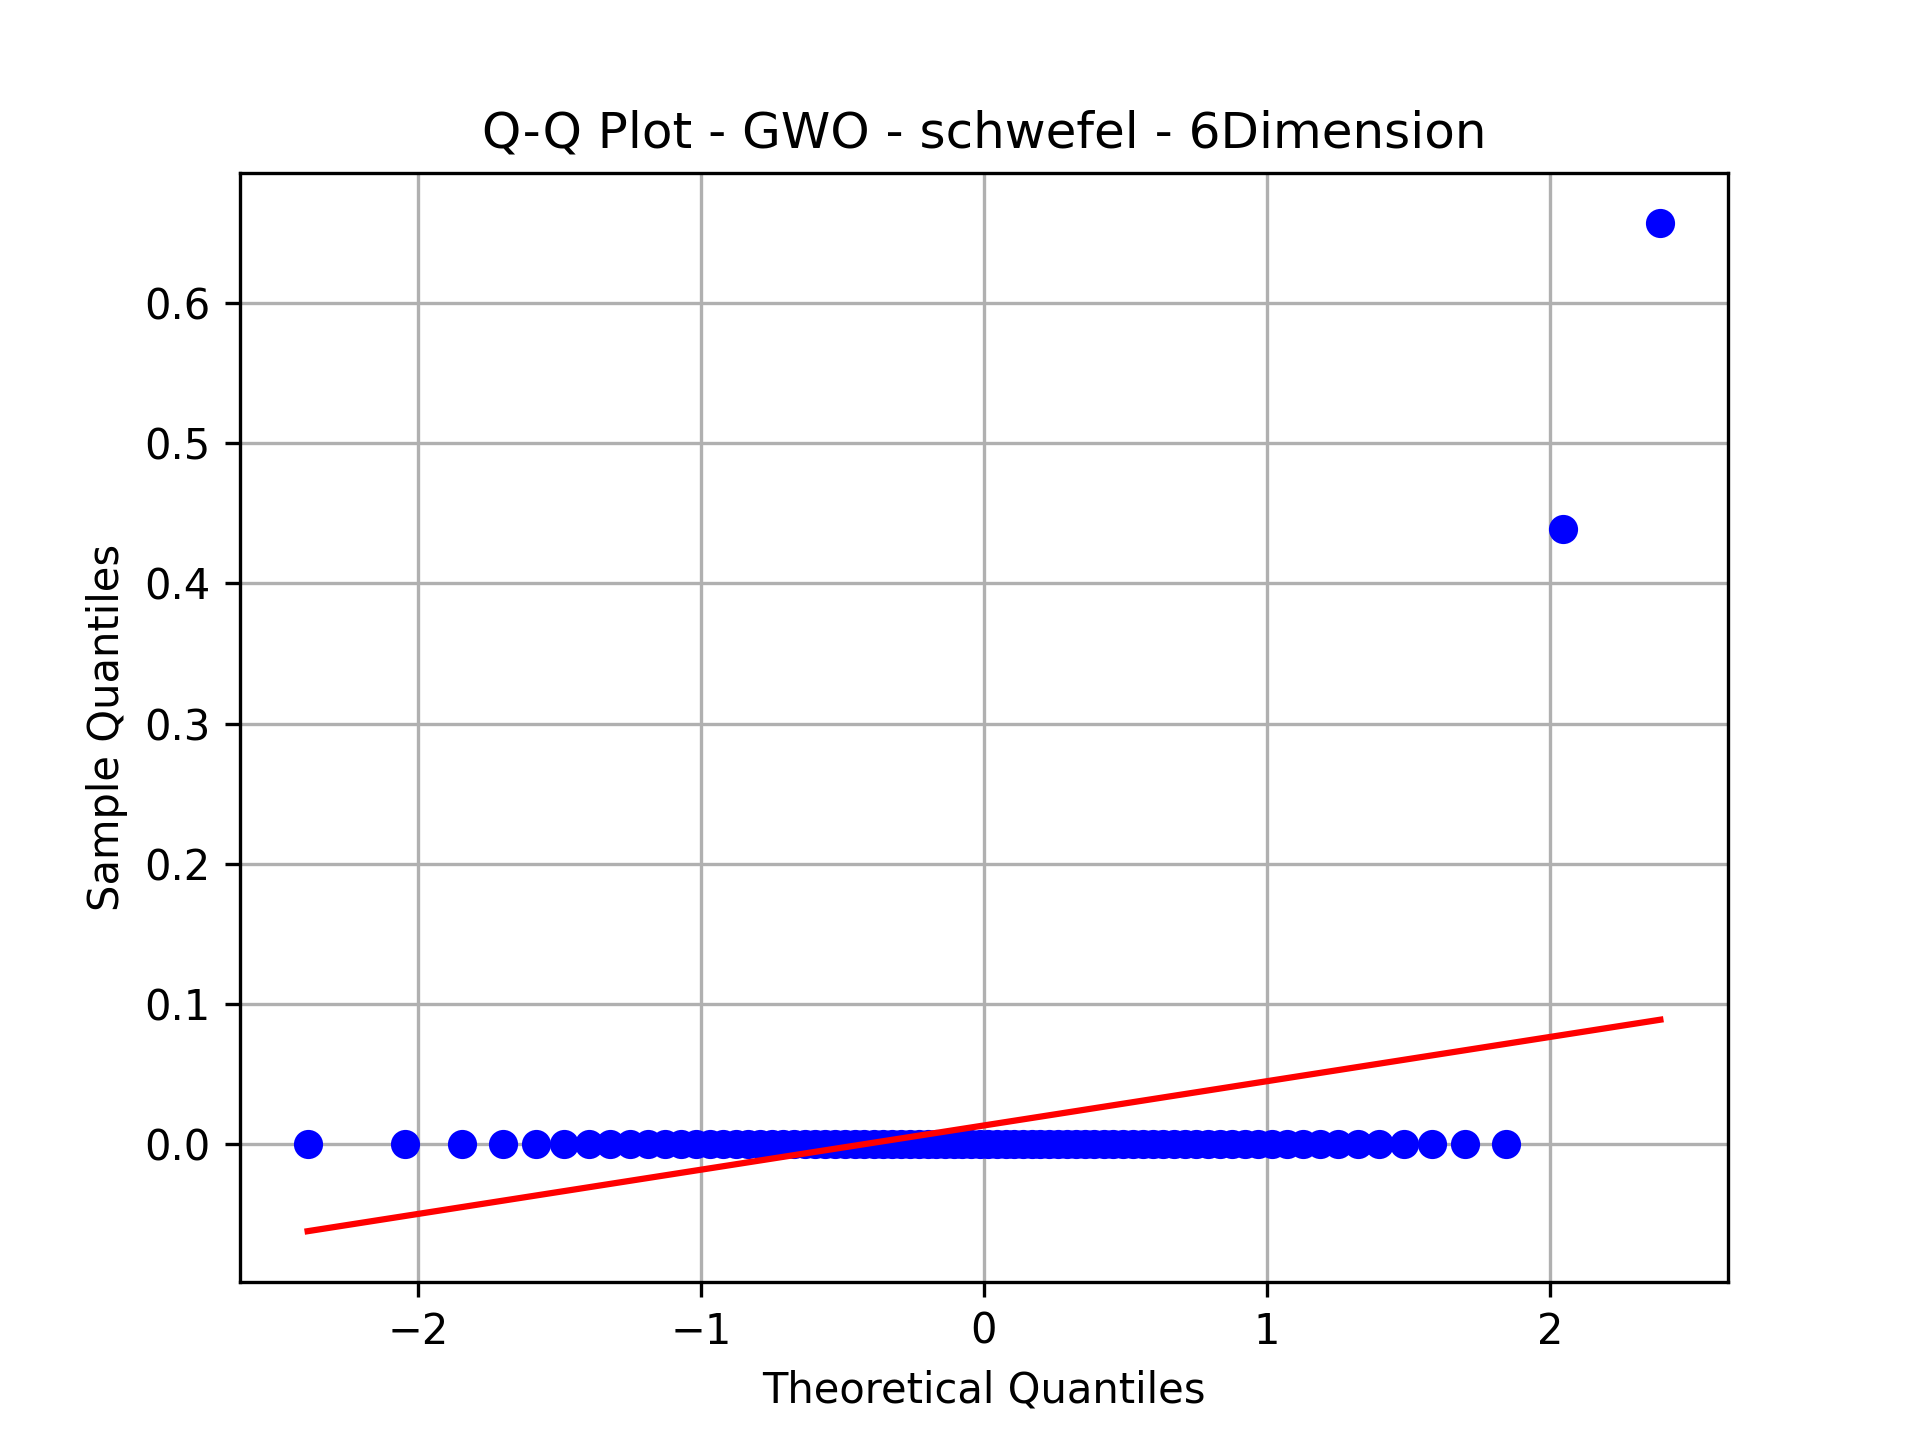 Q-Q Plot - GWO - schwefel - 6Dimension
Sample Quantiles
0.6
0.5
0.4
0.3
0.2
0.1
0.0
−2 −1 0 1 2
Theoretical Quantiles